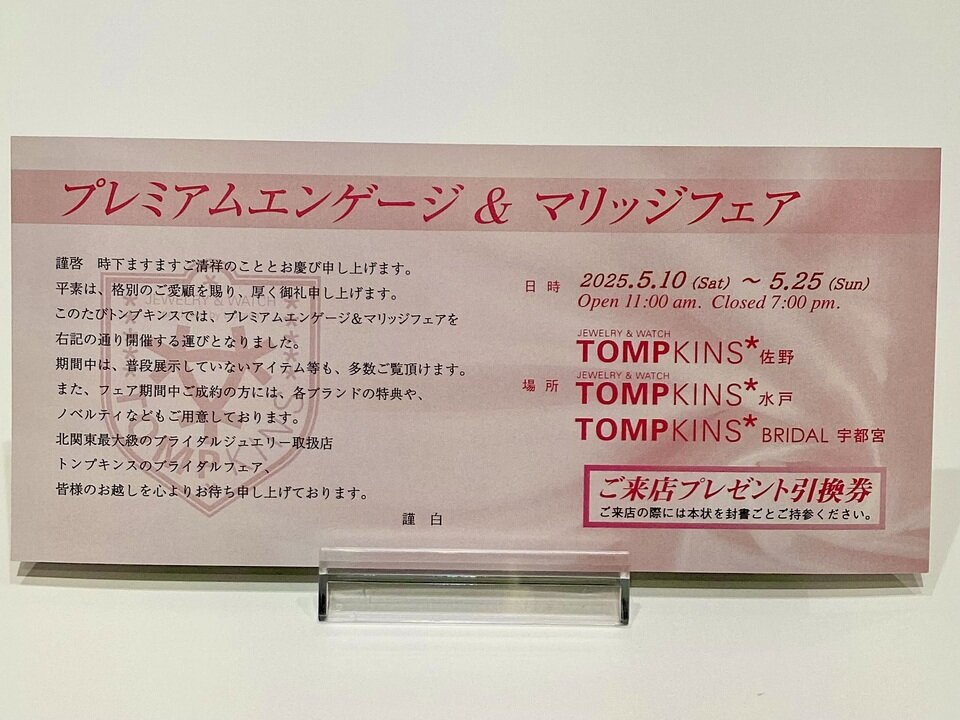 プレミアムエンゲージ & マリッジフェア
謹啓 時下ますますご清祥のこととお慶び申し上げます。
平素は、格別のご愛顧を賜り、厚く御礼申し上げます。
このたびトンプキンスでは、プレミアムエンゲージ&マリッジフェアを
右記の通り開催する運びとなりました。
期間中は、普段展示していないアイテム等も、多数ご覧頂けます。
また、フェア期間中ご成約の方には、各ブランドの特典や、
ノベルティなどもご用意しております。
北関東最大級のブライダルジュエリー取扱店
トンプキンスのブライダルフェア、
皆様のお越しを心よりお待ち申し上げております。
謹 白
JEWELRY & WATCH
TOMPKINS
日 時 2025.5.10 (Sat) ～ 5.25 (Sun)
Open 11:00 am. Closed 7:00 pm.
場 所
JEWELRY & WATCH
TOMPKINS* 佐野
JEWELRY & WATCH
TOMPKINS* 水戸
TOMPKINS* BRIDAL 宇都宮
ご来店プレゼント引換券
ご来店の際には本状を封書ごとご持参ください。